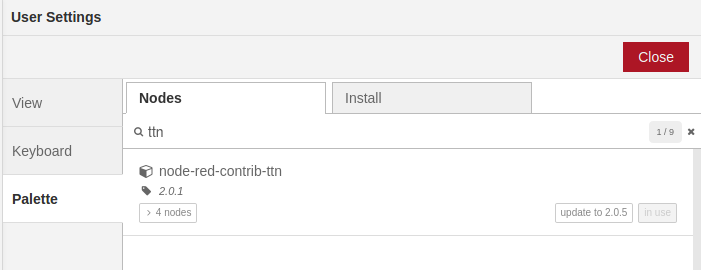 User Settings
Close
View
Keyboard
Palette
Nodes
Install
ttn
1 / 9
node-red-contrib-ttn
2.0.1
4 nodes
update to 2.0.5
in use